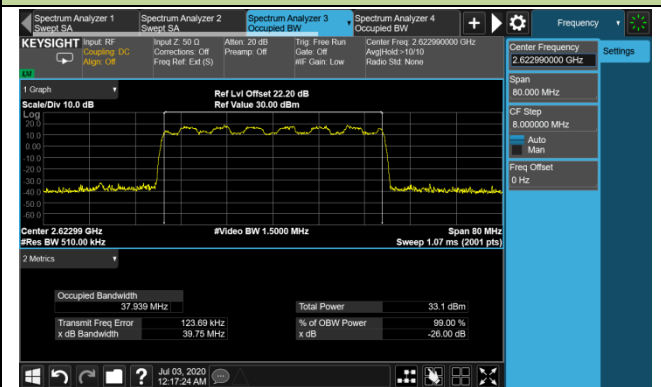 Spectrum Analyzer 1
Swept SA
Spectrum Analyzer 2
Swept SA
Spectrum Analyzer 3
Occupied BW
Spectrum Analyzer 4
Occupied BW
Frequency
KEYSIGHT
Input: RF
Coupling: DC
Align: Off
Input Z: 50 Ω
Corrections: Off
Freq Ref: Ext (S)
Atten: 20 dB
Preamp: Off
Trig: Free Run
Gate: Off
#IF Gain: Low
Center Freq: 2.622990000 GHz
Avg|Hold:>10/10
Radio Std: None
LXI
Center Frequency
2.622990000 GHz
Settings
Span
80.000 MHz
CF Step
8.000000 MHz
Auto
Man
Freq Offset
0 Hz
1 Graph
Scale/Div 10.0 dB
Ref Lvl Offset 22.20 dB
Ref Value 30.00 dBm
Log
20.0
10.0
0.00
-10.0
-20.0
-30.0
-40.0
-50.0
-60.0
Center 2.62299 GHz
#Video BW 1.5000 MHz
Span 80 MHz
#Res BW 510.00 kHz
Sweep 1.07 ms (2001 pts)
2 Metrics
Occupied Bandwidth
37.939 MHz
Total Power 33.1 dBm
Transmit Freq Error 123.69 kHz
% of OBW Power 99.00 %
x dB Bandwidth 39.75 MHz
x dB -26.00 dB
?
Jul 03, 2020
12:17:24 AM